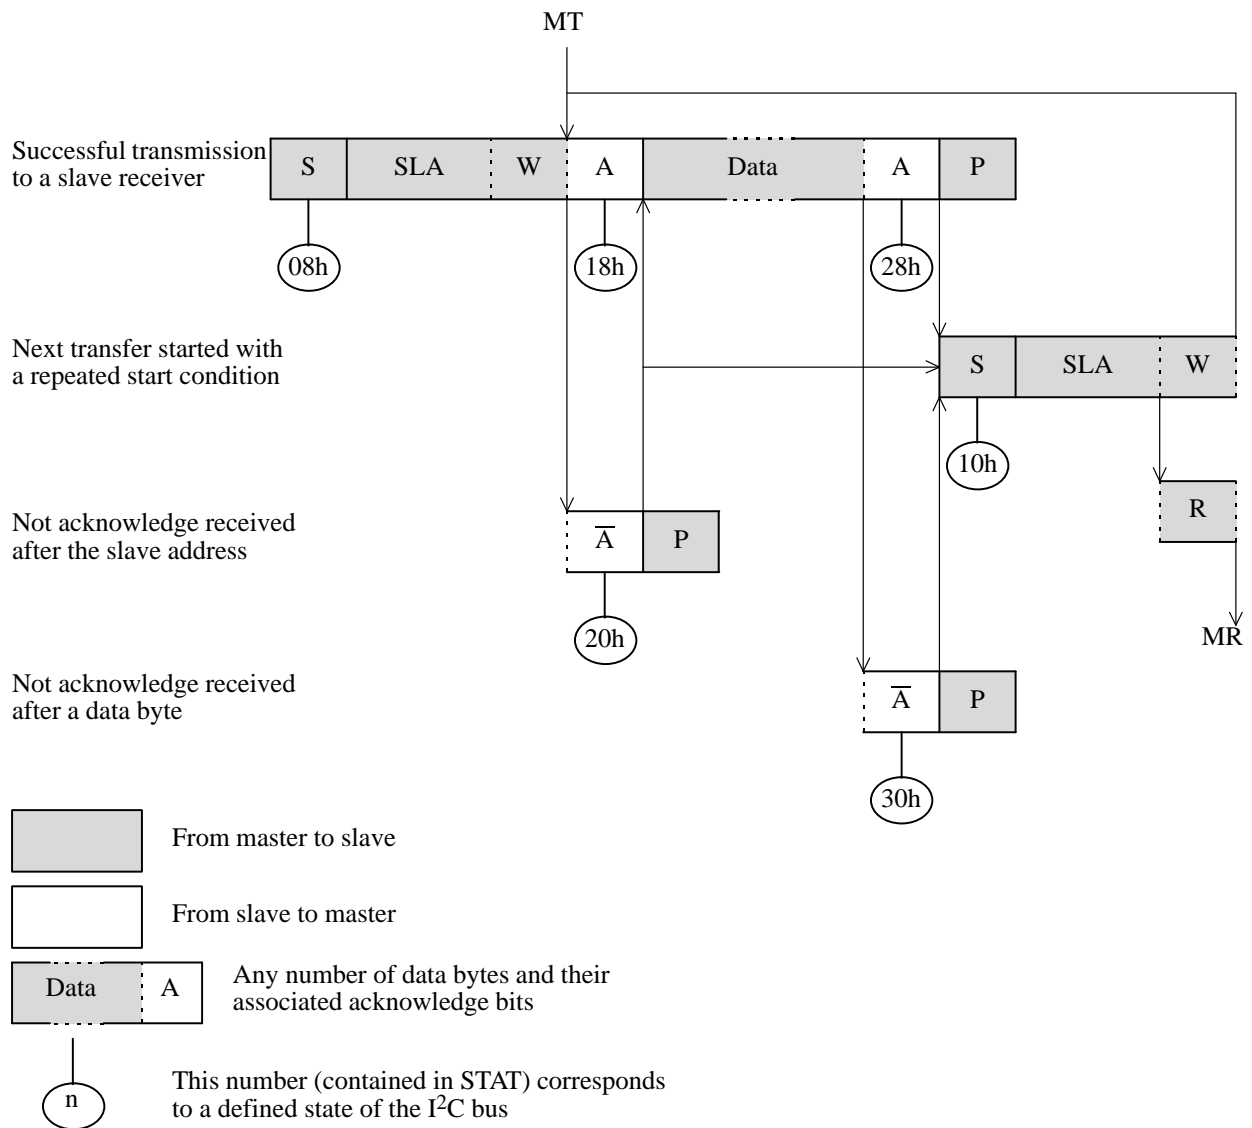 MT
Successful transmission
to a slave receiver
S SLA W A Data A P
08h 18h 28h
Next transfer started with
a repeated start condition
S SLA W
10h
Not acknowledge received
after the slave address
A̅ P
R
20h
MR
Not acknowledge received
after a data byte
A̅ P
30h
From master to slave
From slave to master
Data A
Any number of data bytes and their
associated acknowledge bits
n
This number (contained in STAT) corresponds
to a defined state of the I²C bus